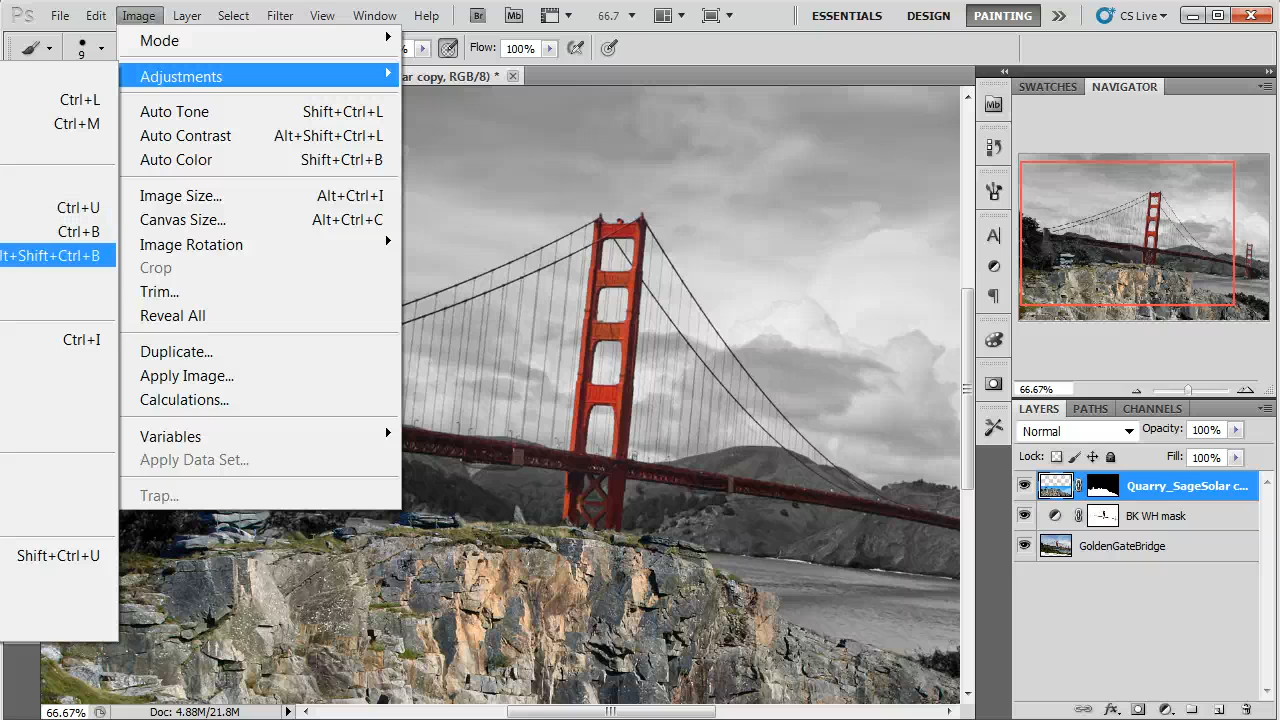 Ps File Edit Image Layer Select Filter View Window Help Br Mb 66.7 ESSENTIALS DESIGN PAINTING CS Live
9 % Flow: 100%
ar copy, RGB/8) *
Mode
Adjustments
Auto Tone Shift+Ctrl+L
Auto Contrast Alt+Shift+Ctrl+L
Auto Color Shift+Ctrl+B
Image Size... Alt+Ctrl+I
Canvas Size... Alt+Ctrl+C
Image Rotation
Crop
Trim...
Reveal All
Duplicate...
Apply Image...
Calculations...
Variables
Apply Data Set...
Trap...
Ctrl+L
Ctrl+M
Ctrl+U
Ctrl+B
lt+Shift+Ctrl+B
Ctrl+I
Shift+Ctrl+U
Mb
A
SWATCHES NAVIGATOR
66.67%
LAYERS PATHS CHANNELS
Normal Opacity: 100%
Lock: Fill: 100%
Quarry_SageSolar c...
BK WH mask
GoldenGateBridge
fx
66.67% Doc: 4.88M/21.8M